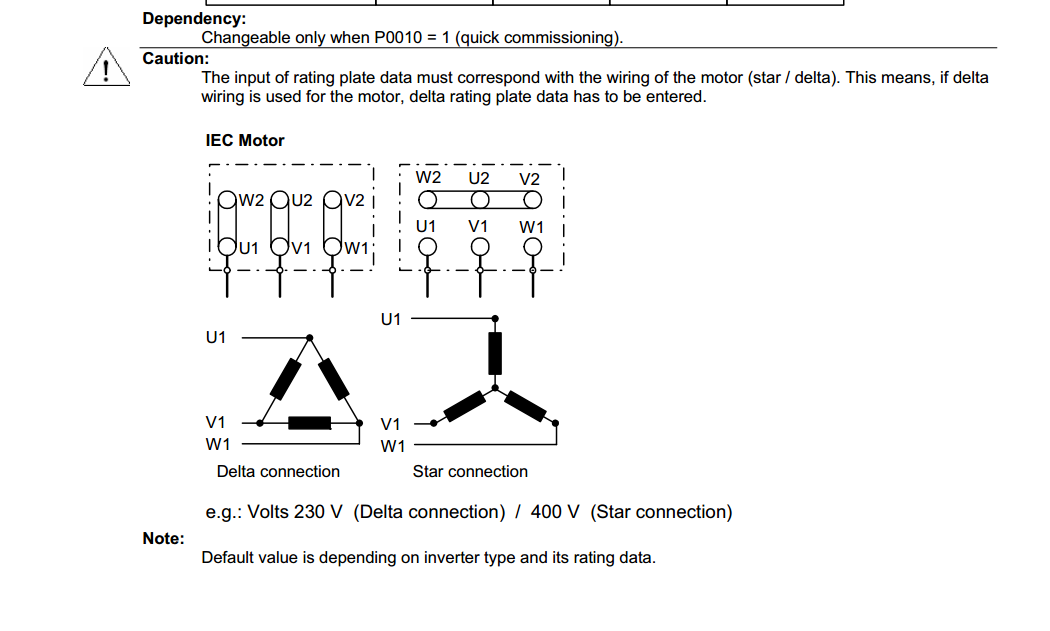 Dependency:
Changeable only when P0010 = 1 (quick commissioning).
Caution:
The input of rating plate data must correspond with the wiring of the motor (star / delta). This means, if delta
wiring is used for the motor, delta rating plate data has to be entered.
IEC Motor
W2 U2 V2
U1 V1 W1
W2 U2 V2
U1 V1 W1
U1
V1
W1
Delta connection
U1
V1
W1
Star connection
e.g.: Volts 230 V (Delta connection) / 400 V (Star connection)
Note:
Default value is depending on inverter type and its rating data.